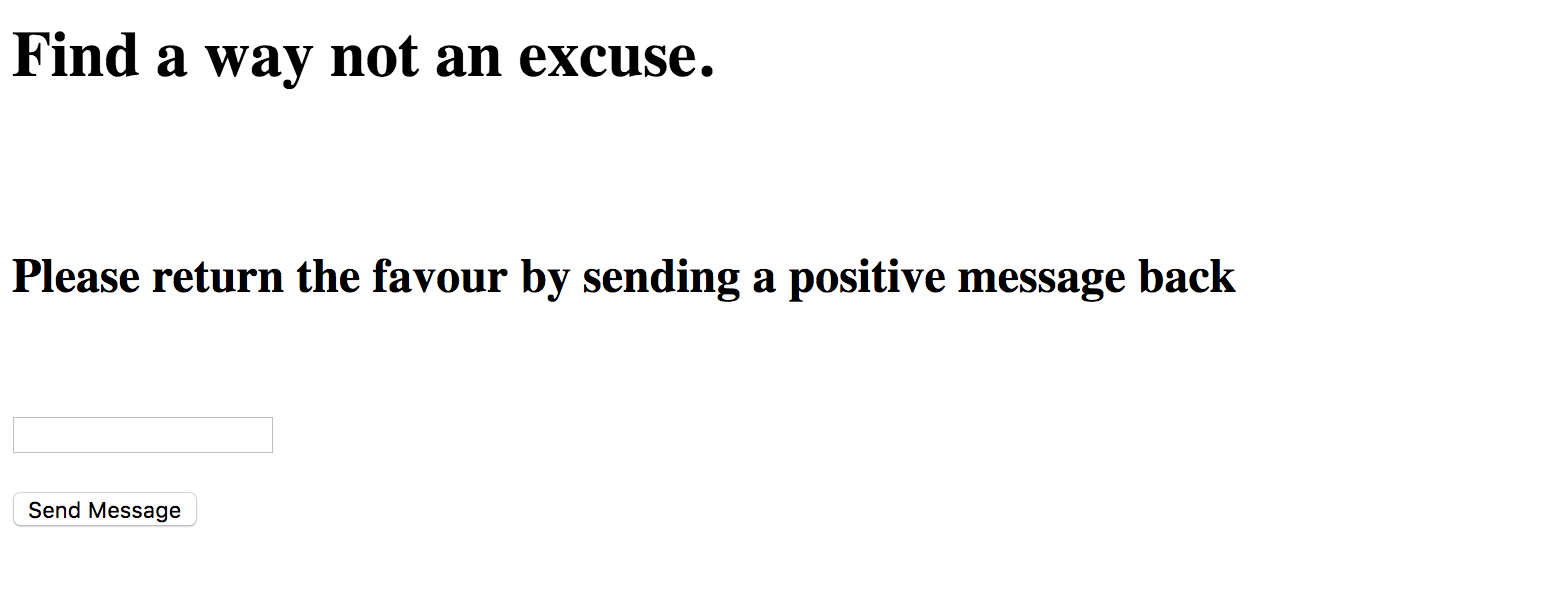 Find a way not an excuse.
Please return the favour by sending a positive message back
Send Message